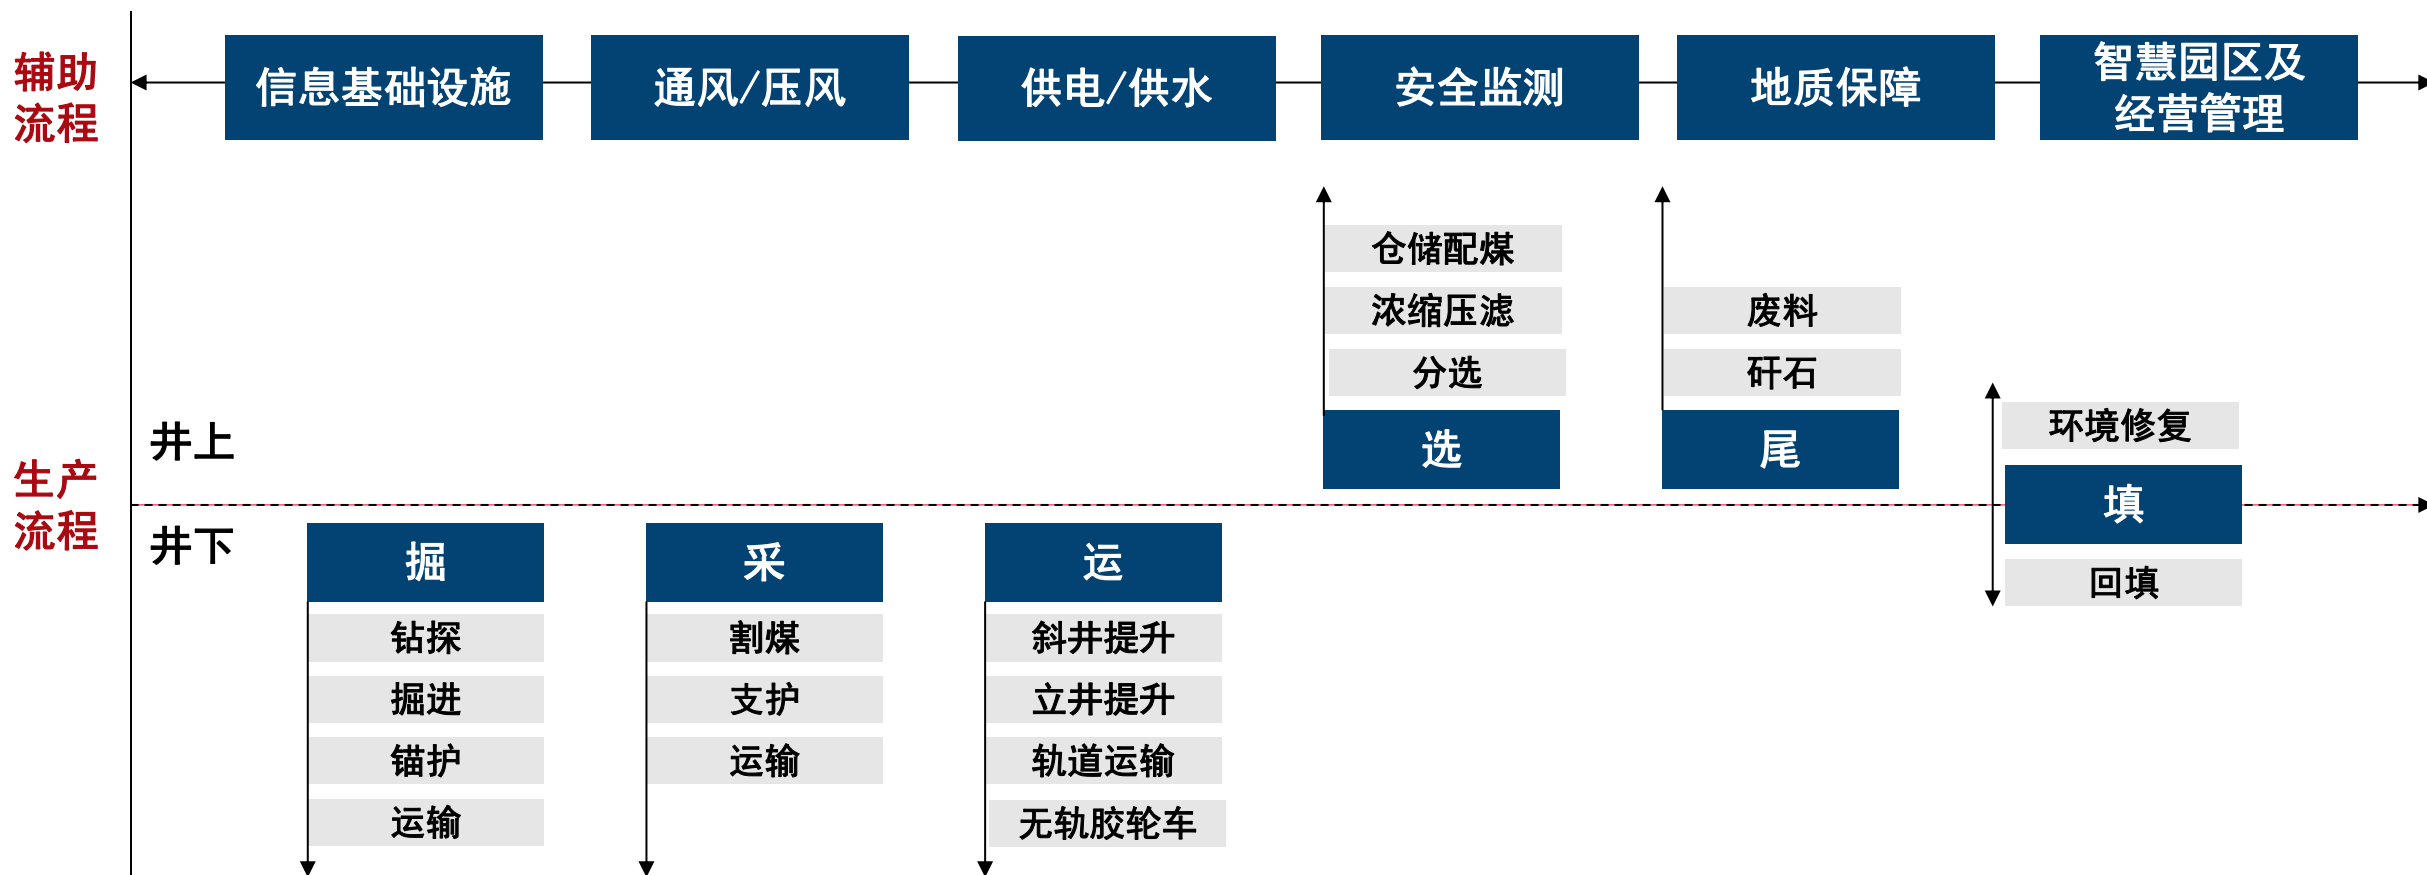 辅助
流程
信息基础设施
通风/压风
供电/供水
安全监测
地质保障
智慧园区及
经营管理
生产
流程
井上
井下
仓储配煤
浓缩压滤
分选
选
废料
矸石
尾
环境修复
填
回填
掘
钻探
掘进
锚护
运输
采
割煤
支护
运输
运
斜井提升
立井提升
轨道运输
无轨胶轮车